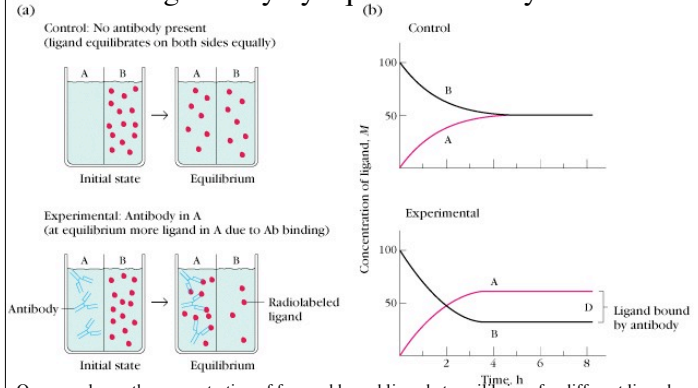 (a)
Control: No antibody present
(ligand equilibrates on both sides equally)
A B
A B
Initial state
Equilibrium
Experimental: Antibody in A
(at equilibrium more ligand in A due to Ab binding)
A B
A B
Antibody
Radiolabeled
ligand
Initial state
Equilibrium
(b)
Control
100
50
B
A
Concentration of ligand, M
Experimental
100
50
A
B
D
Ligand bound
by antibody
2 4 6 8
Time, h